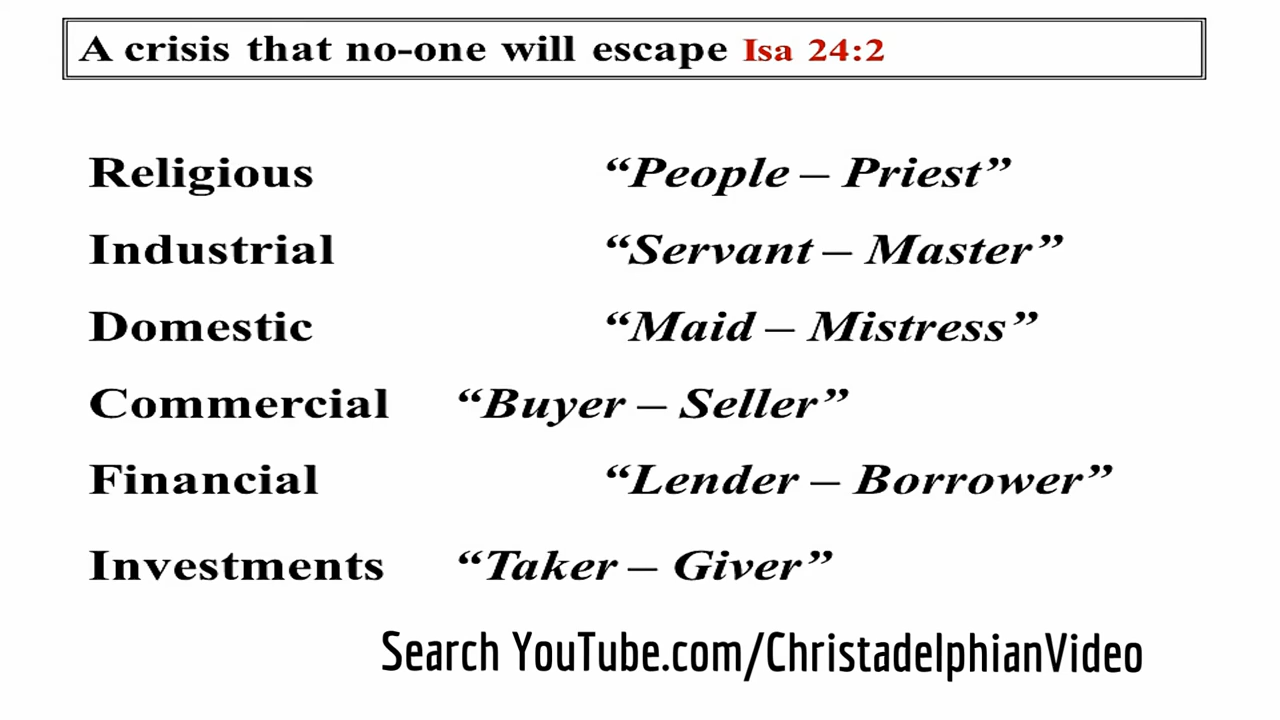 A crisis that no-one will escape Isa 24:2
Religious “People – Priest”
Industrial “Servant – Master”
Domestic “Maid – Mistress”
Commercial “Buyer – Seller”
Financial “Lender – Borrower”
Investments “Taker – Giver”
Search YouTube.com/ChristadelphianVideo